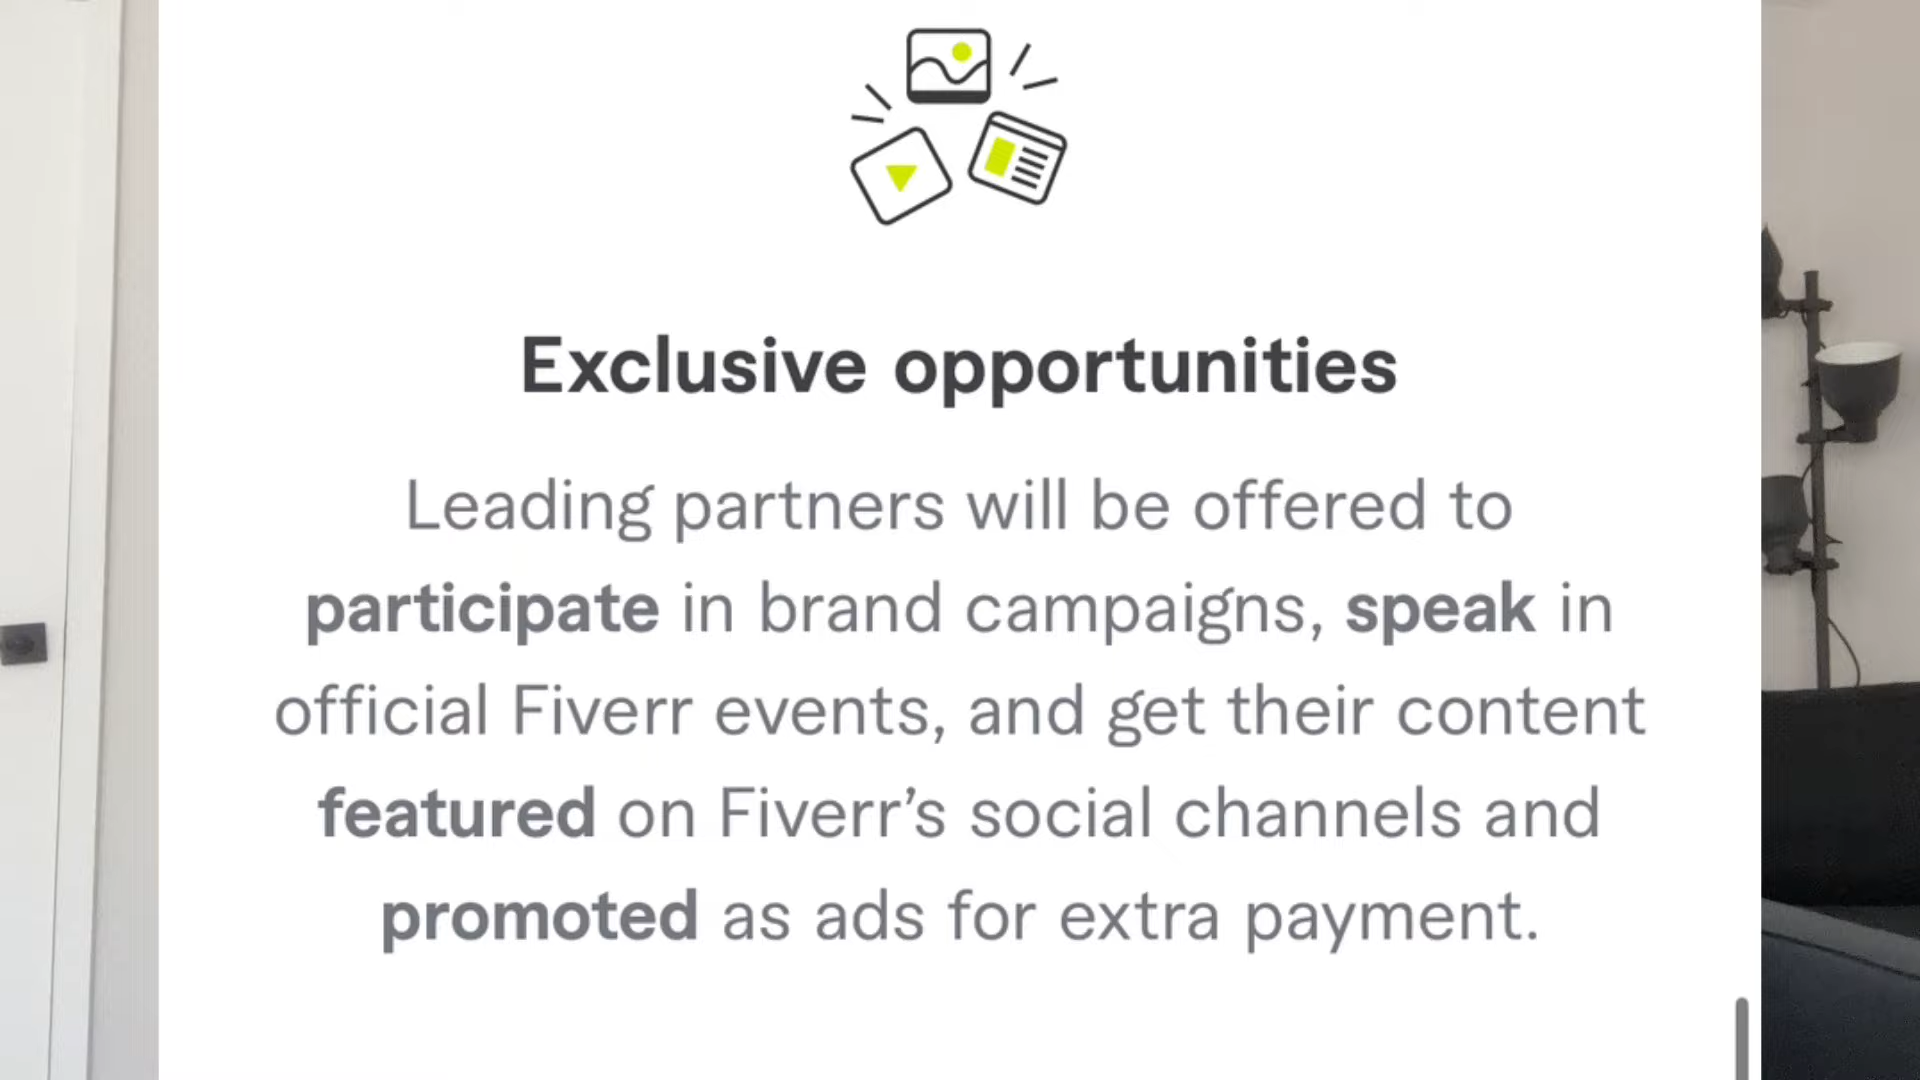 Exclusive opportunities
Leading partners will be offered to
participate in brand campaigns, speak in
official Fiverr events, and get their content
featured on Fiverr’s social channels and
promoted as ads for extra payment.